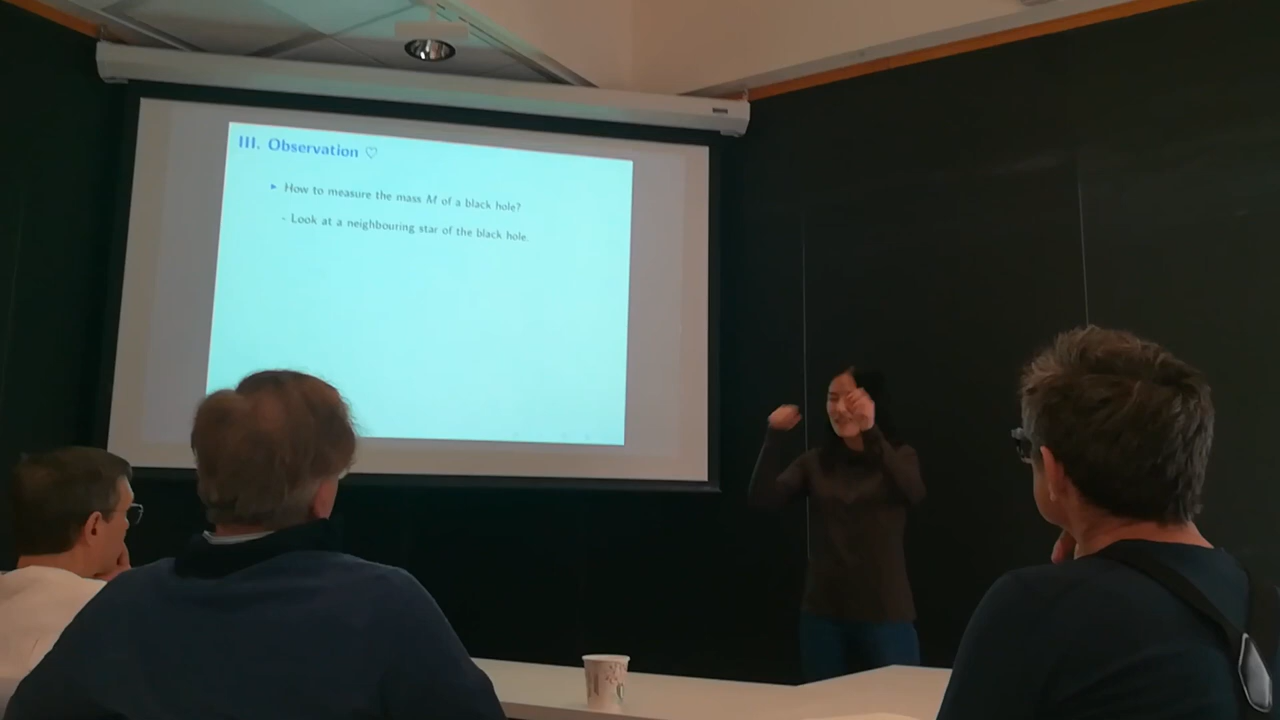 III. Observation ♡
▸ How to measure the mass M of a black hole?
- Look at a neighbouring star of the black hole.